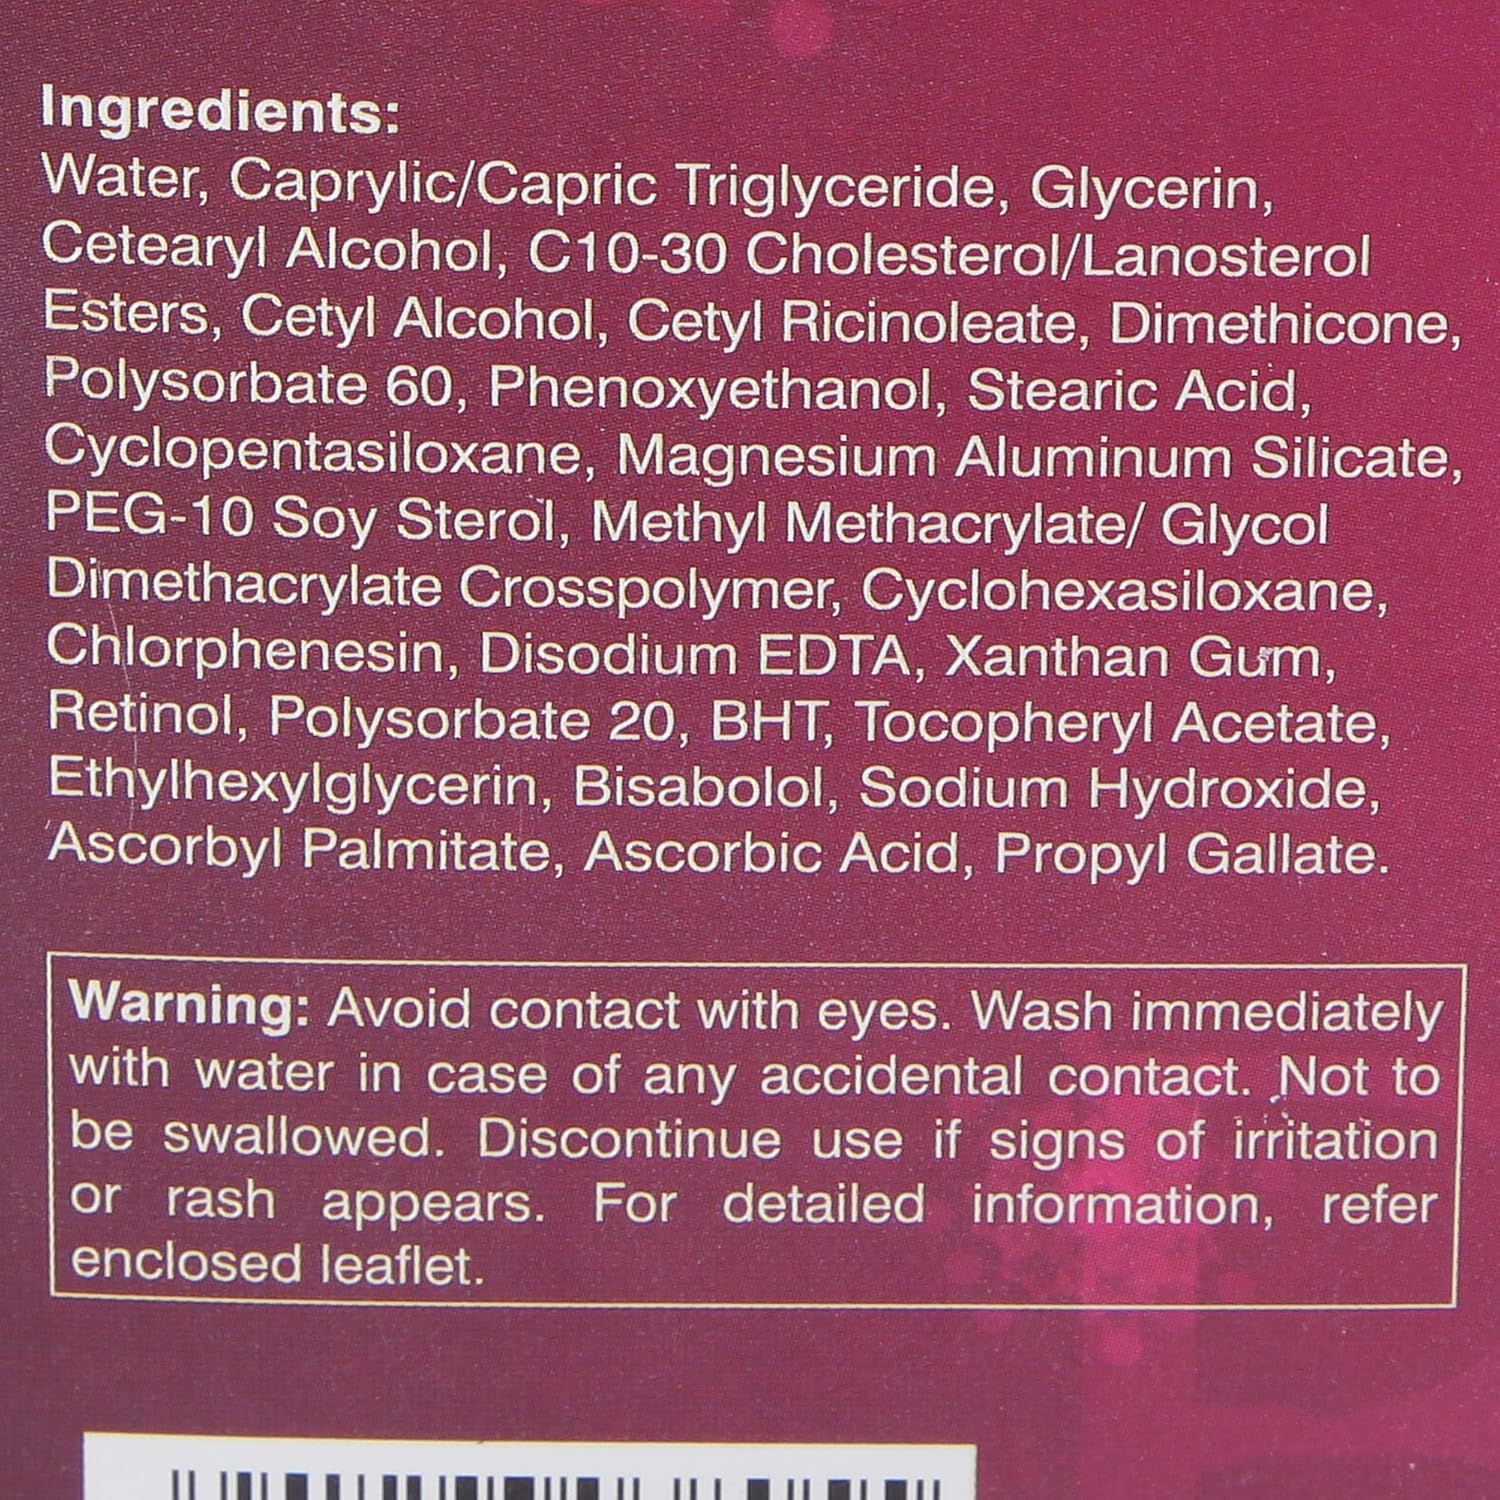 Ingredients:
Water, Caprylic/Capric Triglyceride, Glycerin,
Cetearyl Alcohol, C10-30 Cholesterol/Lanosterol
Esters, Cetyl Alcohol, Cetyl Ricinoleate, Dimethicone,
Polysorbate 60, Phenoxyethanol, Stearic Acid,
Cyclopentasiloxane, Magnesium Aluminum Silicate,
PEG-10 Soy Sterol, Methyl Methacrylate/ Glycol
Dimethacrylate Crosspolymer, Cyclohexasiloxane,
Chlorphenesin, Disodium EDTA, Xanthan Gum,
Retinol, Polysorbate 20, BHT, Tocopheryl Acetate,
Ethylhexylglycerin, Bisabolol, Sodium Hydroxide,
Ascorbyl Palmitate, Ascorbic Acid, Propyl Gallate.
Warning: Avoid contact with eyes. Wash immediately
with water in case of any accidental contact. Not to
be swallowed. Discontinue use if signs of irritation
or rash appears. For detailed information, refer
enclosed leaflet.